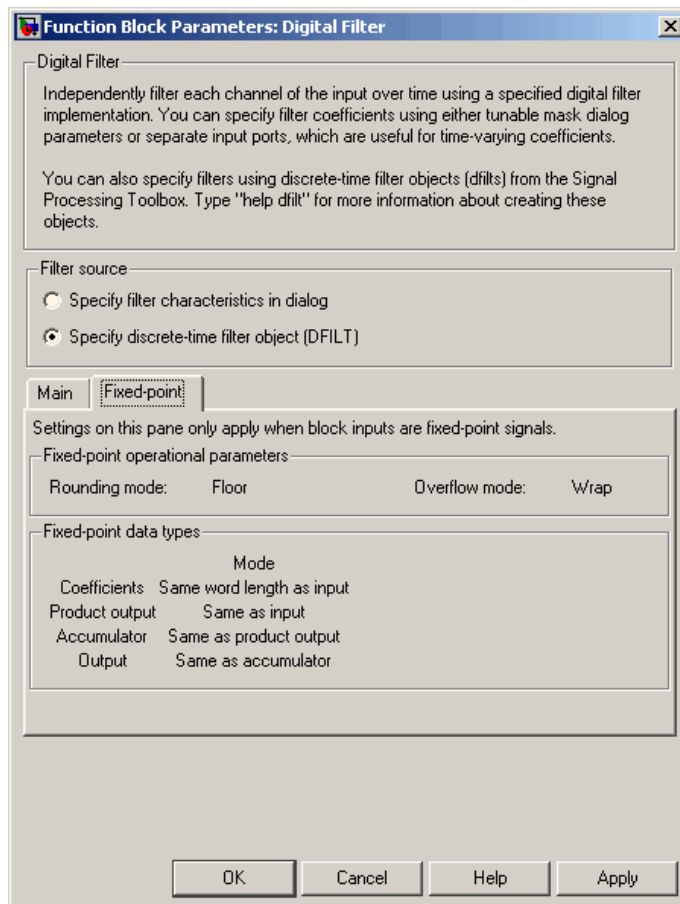 Function Block Parameters: Digital Filter
Digital Filter
Independently filter each channel of the input over time using a specified digital filter
implementation. You can specify filter coefficients using either tunable mask dialog
parameters or separate input ports, which are useful for time-varying coefficients.
You can also specify filters using discrete-time filter objects (dfilts) from the Signal
Processing Toolbox. Type "help dfilt" for more information about creating these
objects.
Filter source
Specify filter characteristics in dialog
Specify discrete-time filter object (DFILT)
Main Fixed-point
Settings on this pane only apply when block inputs are fixed-point signals.
Fixed-point operational parameters
Rounding mode: Floor Overflow mode: Wrap
Fixed-point data types
Mode
Coefficients Same word length as input
Product output Same as input
Accumulator Same as product output
Output Same as accumulator
OK Cancel Help Apply